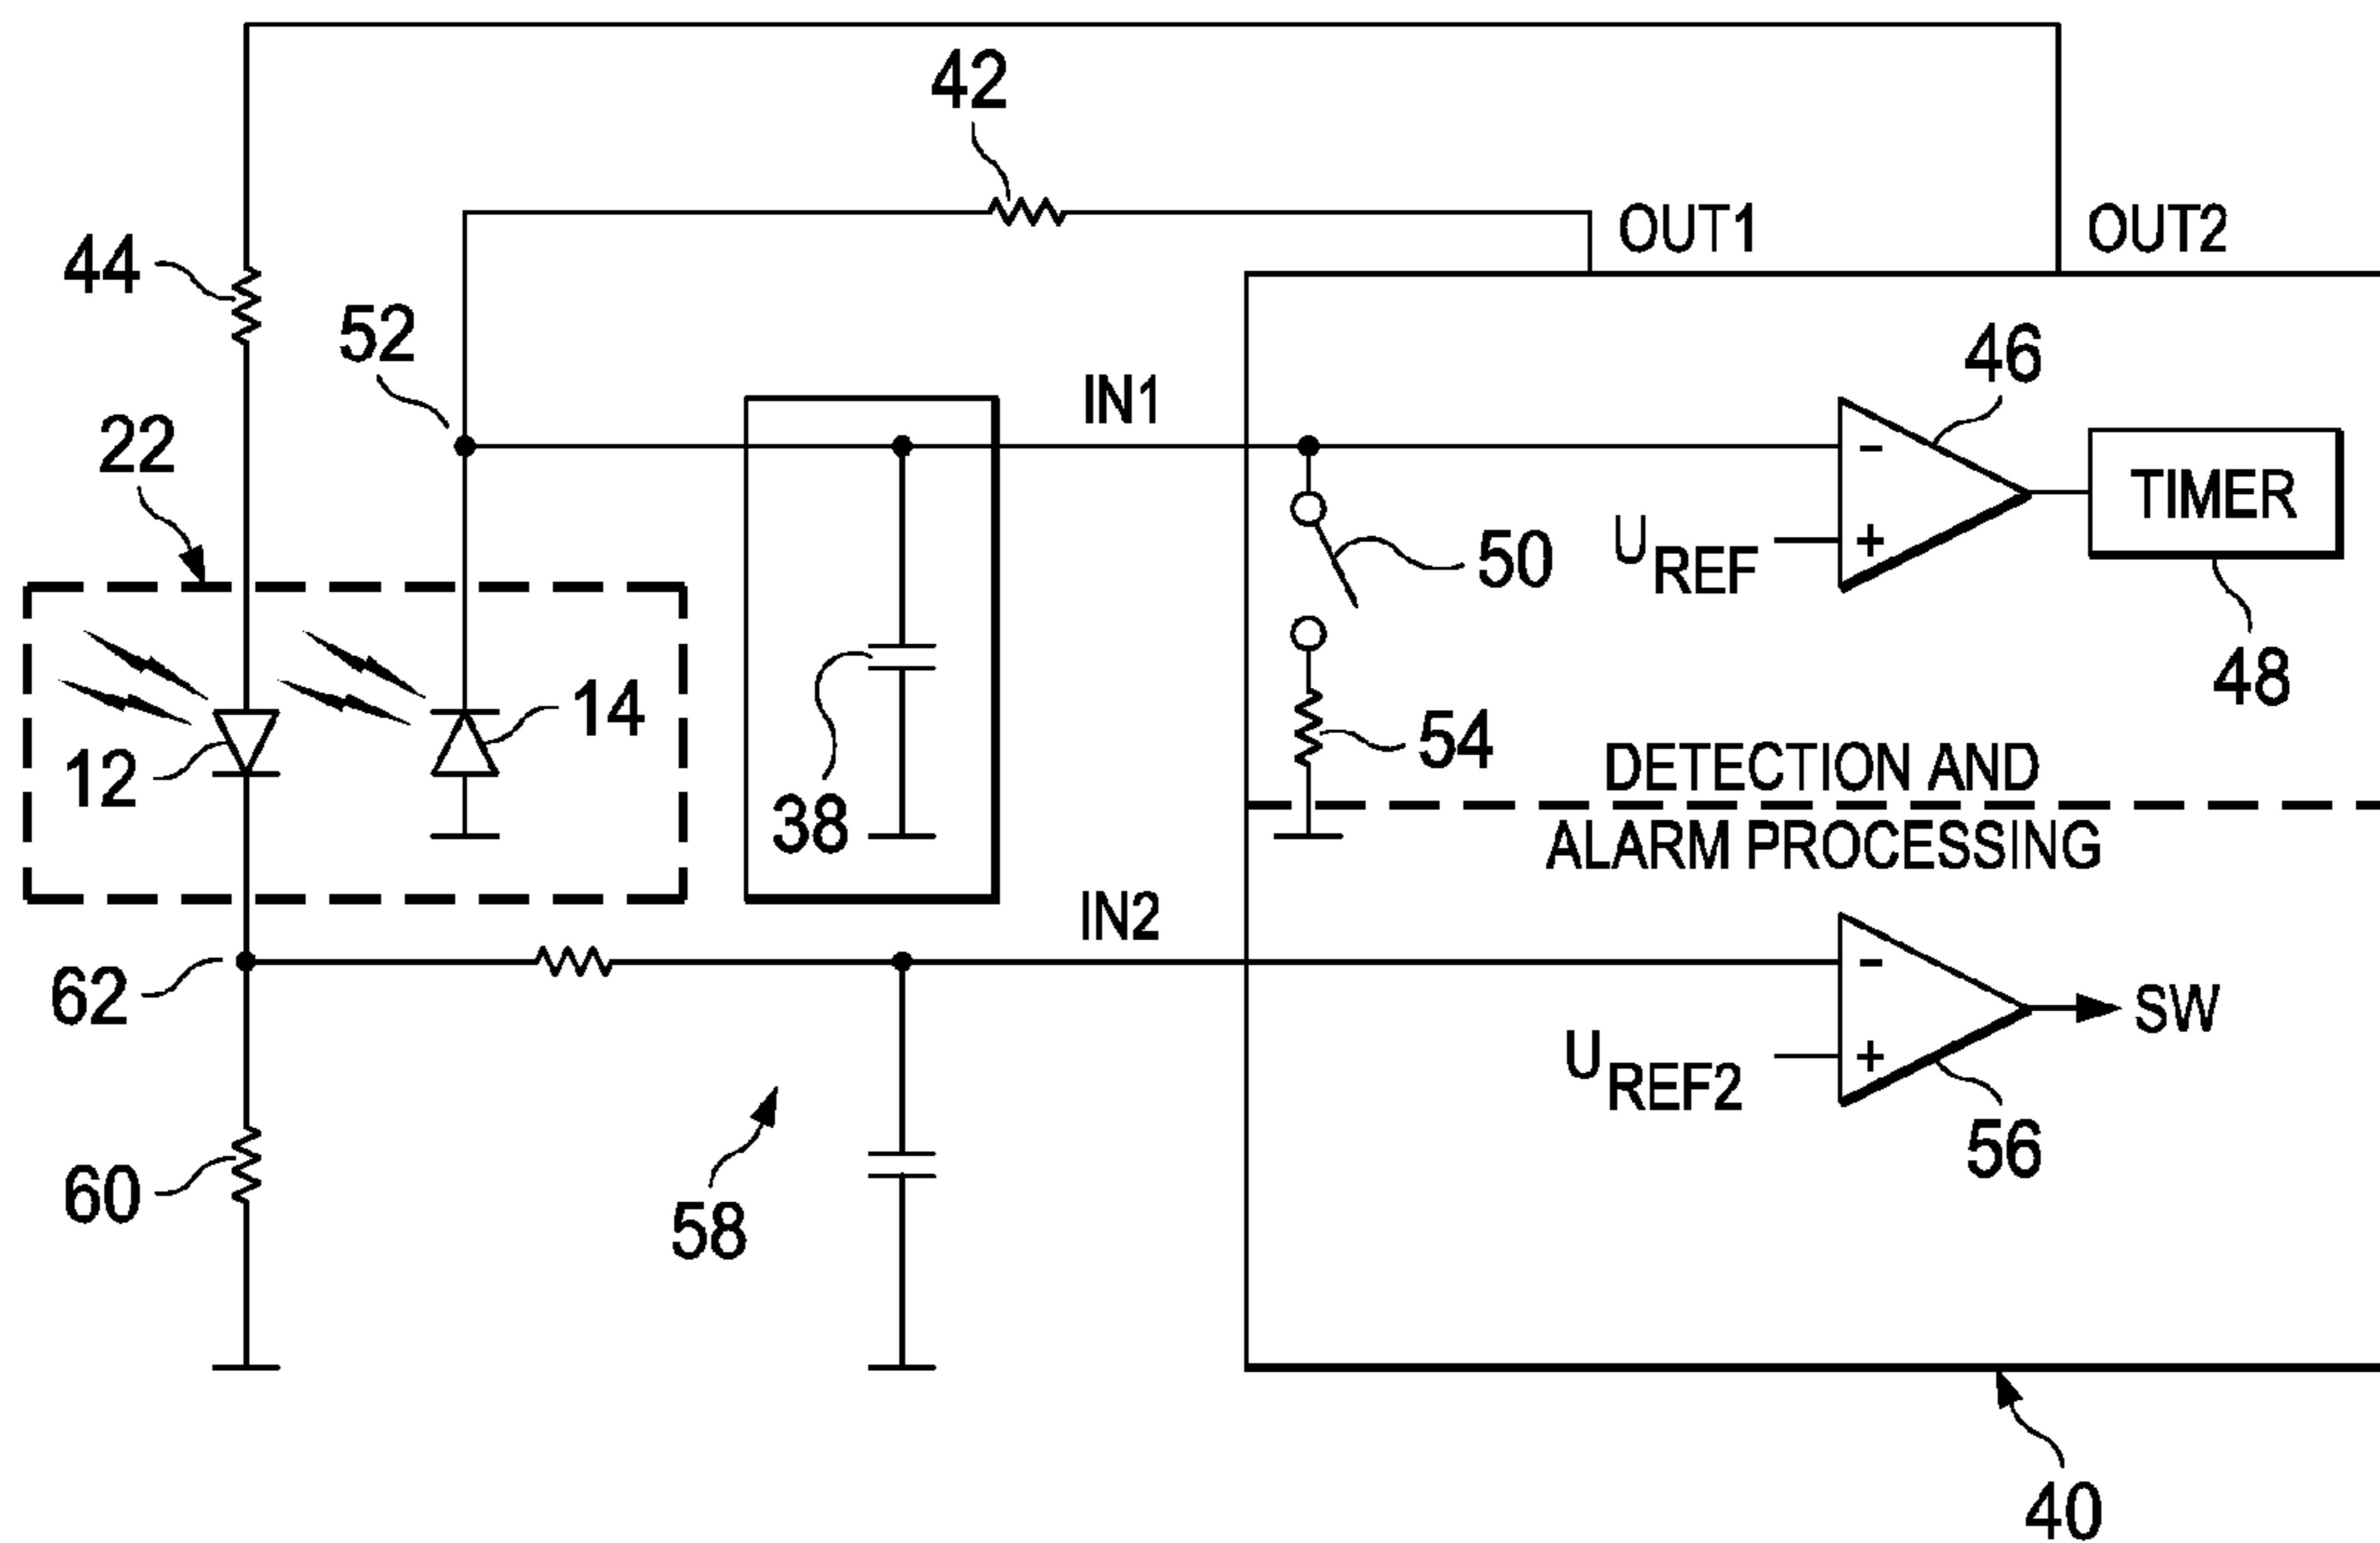 42
OUT1
OUT2
44
52
46
IN1
22
TIMER
50
U REF
- +
48
14
54
12
38
DETECTION AND
ALARM PROCESSING
IN2
62
- +
SW
U REF2
56
60
58
40